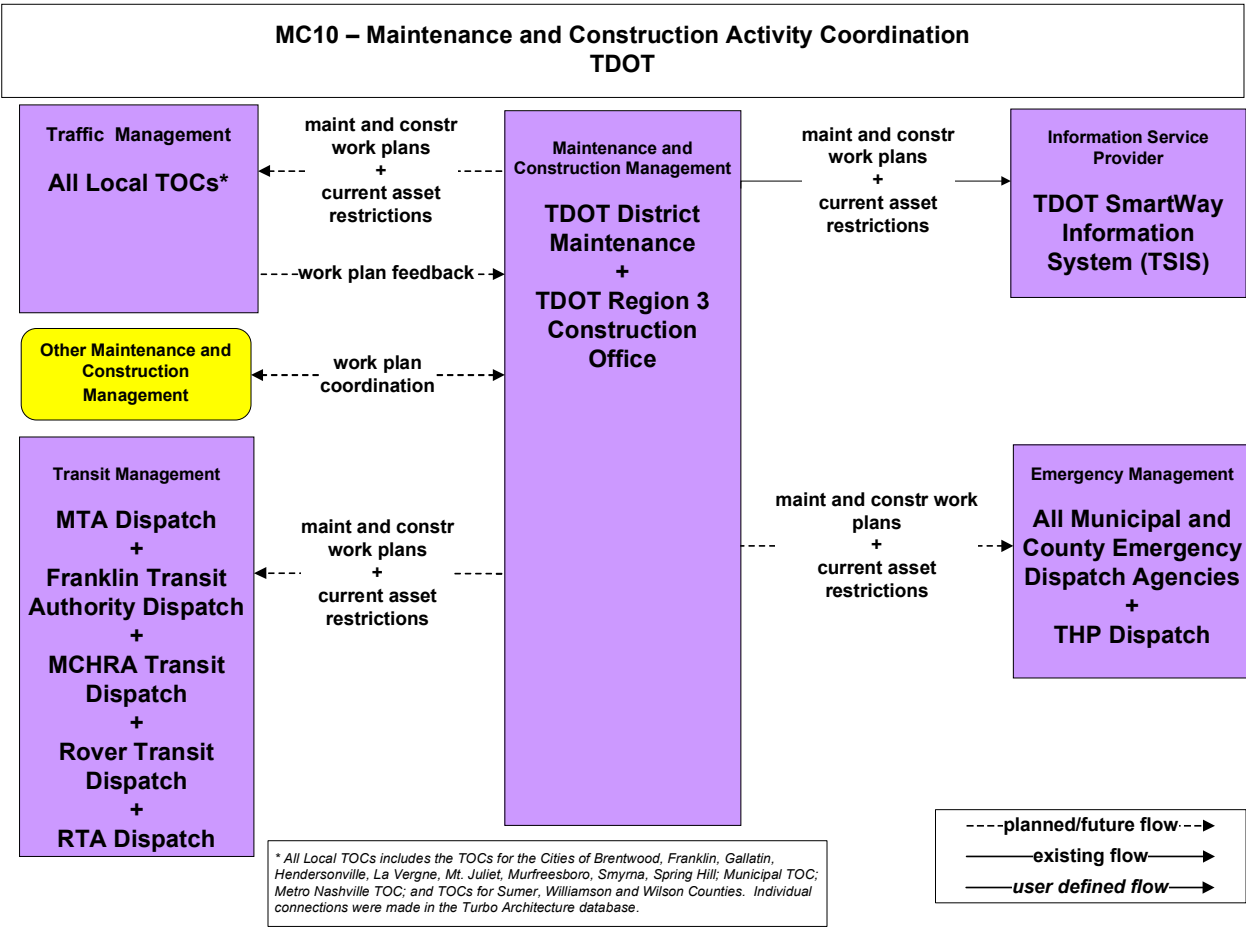 MC10 – Maintenance and Construction Activity Coordination
TDOT
Traffic Management
All Local TOCs*
maint and constr
work plans
+
current asset
restrictions
work plan feedback
Other Maintenance and
Construction
Management
work plan
coordination
Transit Management
MTA Dispatch
+
Franklin Transit
Authority Dispatch
+
MCHRA Transit
Dispatch
+
Rover Transit
Dispatch
+
RTA Dispatch
maint and constr
work plans
+
current asset
restrictions
Maintenance and
Construction Management
TDOT District
Maintenance
+
TDOT Region 3
Construction
Office
maint and constr
work plans
+
current asset
restrictions
Information Service
Provider
TDOT SmartWay
Information
System (TSIS)
maint and constr work
plans
+
current asset
restrictions
Emergency Management
All Municipal and
County Emergency
Dispatch Agencies
+
THP Dispatch
* All Local TOCs includes the TOCs for the Cities of Brentwood, Franklin, Gallatin,
Hendersonville, La Vergne, Mt. Juliet, Murfreesboro, Smyrna, Spring Hill; Municipal TOC;
Metro Nashville TOC; and TOCs for Sumer, Williamson and Wilson Counties. Individual
connections were made in the Turbo Architecture database.
planned/future flow
existing flow
user defined flow